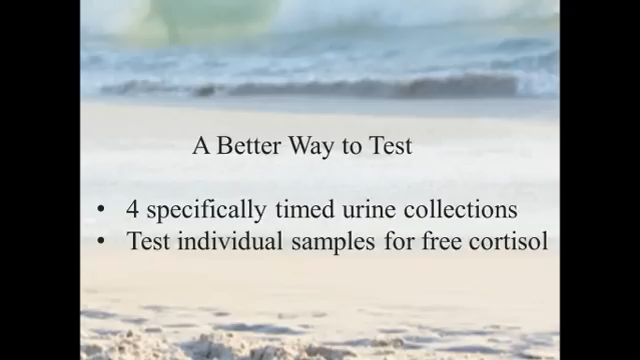 A Better Way to Test
• 4 specifically timed urine collections
• Test individual samples for free cortisol